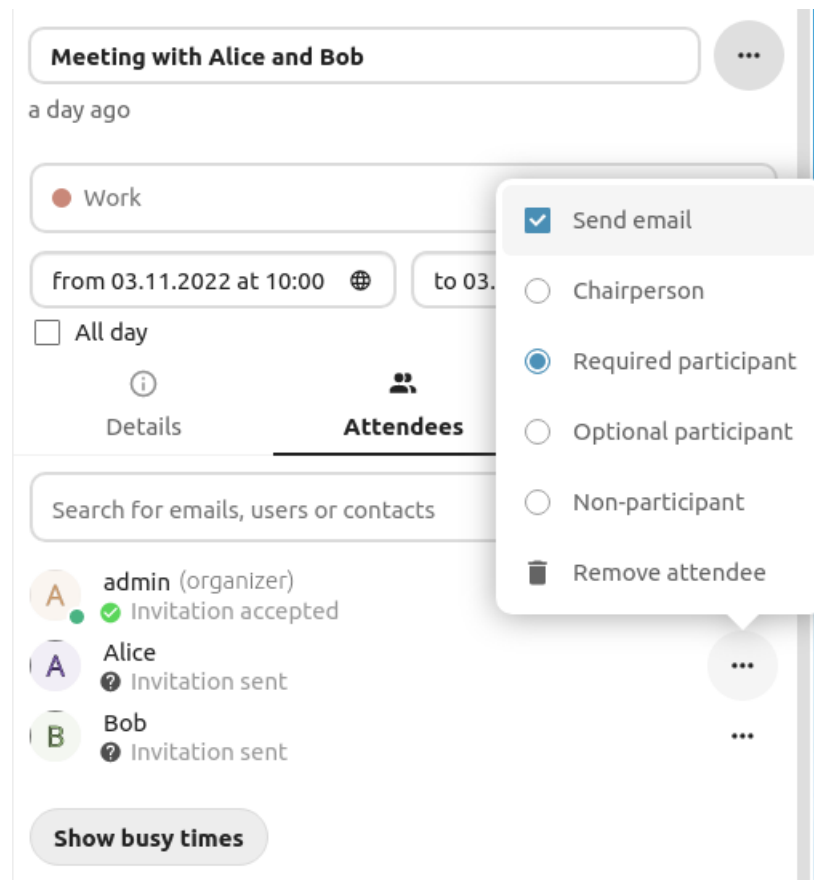 Meeting with Alice and Bob
a day ago
Work
from 03.11.2022 at 10:00
to 03.
All day
Details
Attendees
Send email
Chairperson
Required participant
Optional participant
Non-participant
Remove attendee
Search for emails, users or contacts
A
admin (organizer)
Invitation accepted
A
Alice
Invitation sent
B
Bob
Invitation sent
Show busy times